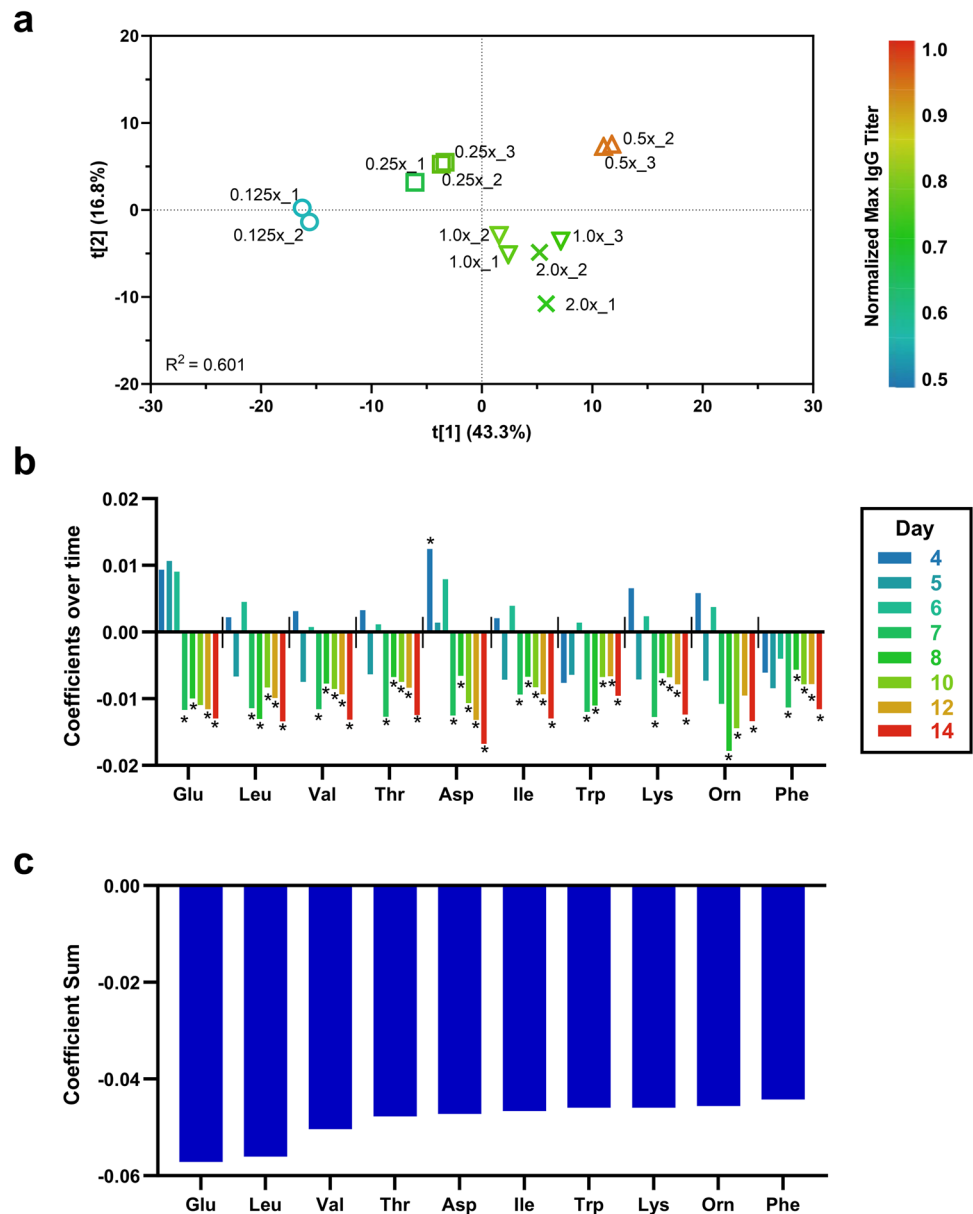 a
20
10
0
-10
-20
t[2] (16.8%)
-30
-20
-10
0
10
20
30
t[1] (43.3%)
0.125x_1
0.125x_2
0.25x_1
0.25x_3
0.25x_2
0.5x_2
0.5x_3
1.0x_2
1.0x_1
1.0x_3
2.0x_2
2.0x_1
R² = 0.601
Normalized Max IgG Titer
1.0
0.9
0.8
0.7
0.6
0.5
b
Coefficients over time
0.02
0.01
0.00
-0.01
-0.02
Glu Leu Val Thr Asp Ile Trp Lys Orn Phe
Day
4
5
6
7
8
10
12
14
c
Coefficient Sum
0.00
-0.02
-0.04
-0.06
Glu Leu Val Thr Asp Ile Trp Lys Orn Phe